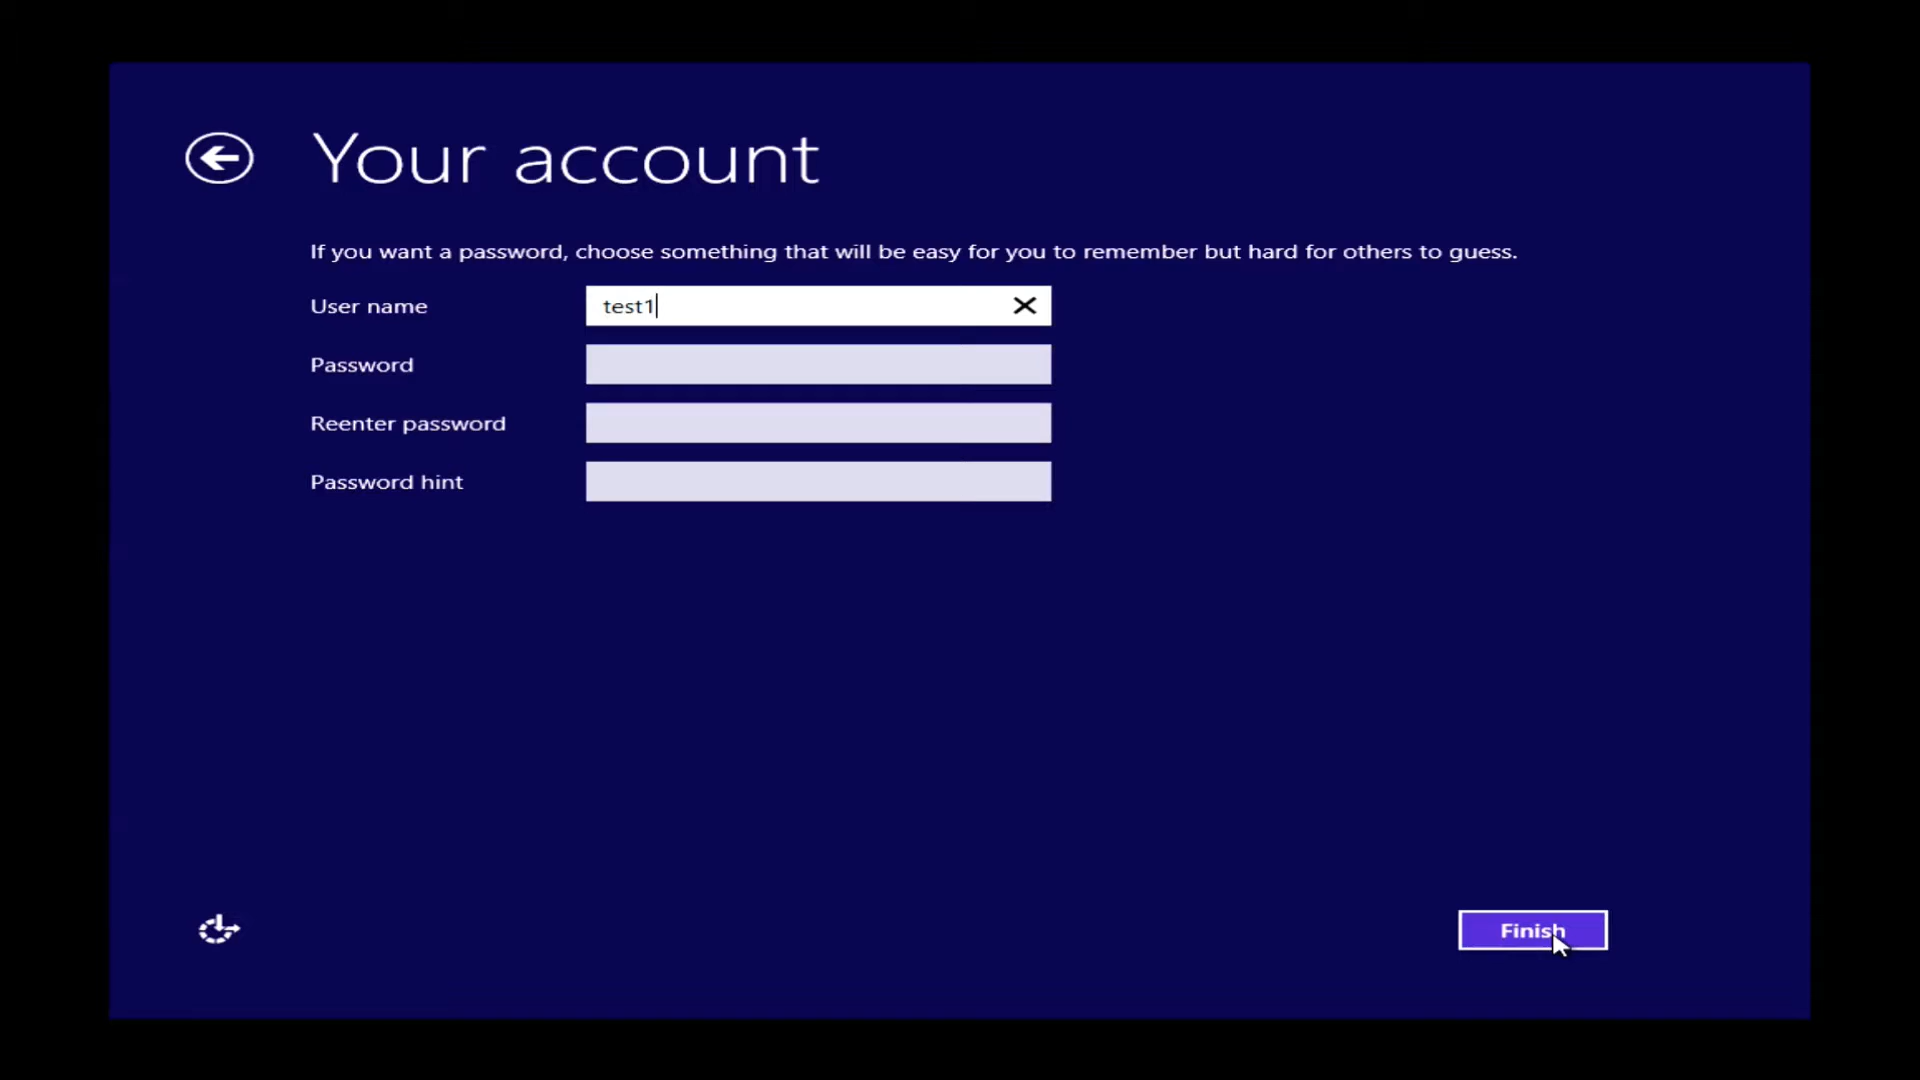 Your account
If you want a password, choose something that will be easy for you to remember but hard for others to guess.
User name test1
Password
Reenter password
Password hint
Finish